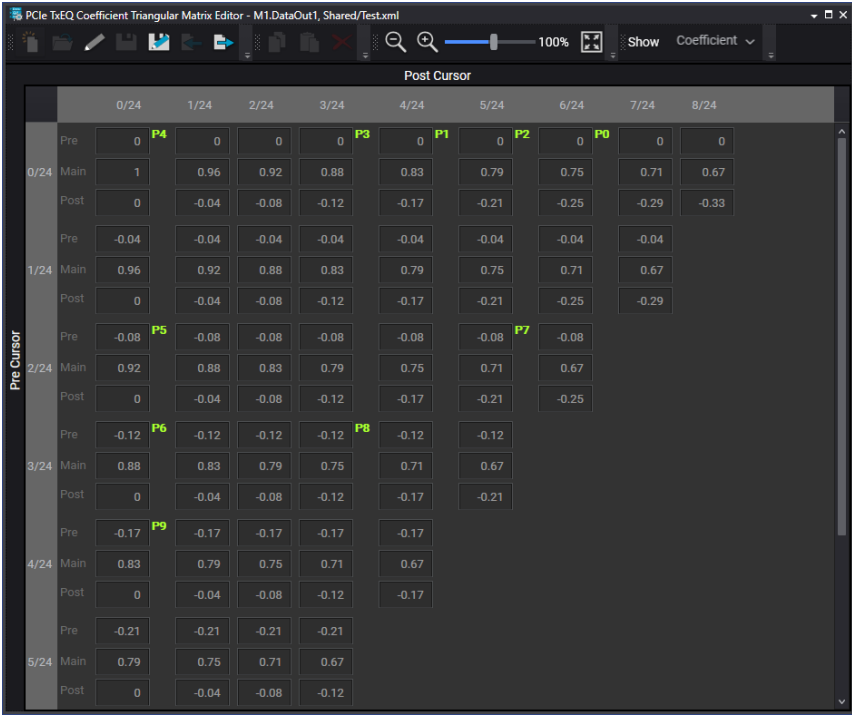 PCIe TxEQ Coefficient Triangular Matrix Editor - M1.DataOut1, Shared/Test.xml
100% Show Coefficient
Post Cursor
0/24 1/24 2/24 3/24 4/24 5/24 6/24 7/24 8/24
Pre Cursor
Pre 0 P4 0 0 0 P3 0 P1 0 P2 0 P0 0 0
0/24 Main 1 0.96 0.92 0.88 0.83 0.79 0.75 0.71 0.67
Post 0 -0.04 -0.08 -0.12 -0.17 -0.21 -0.25 -0.29 -0.33
Pre -0.04 -0.04 -0.04 -0.04 -0.04 -0.04 -0.04 -0.04
1/24 Main 0.96 0.92 0.88 0.83 0.79 0.75 0.71 0.67
Post 0 -0.04 -0.08 -0.12 -0.17 -0.21 -0.25 -0.29
Pre -0.08 P5 -0.08 -0.08 -0.08 -0.08 -0.08 P7 -0.08
2/24 Main 0.92 0.88 0.83 0.79 0.75 0.71 0.67
Post 0 -0.04 -0.08 -0.12 -0.17 -0.21 -0.25
Pre -0.12 P6 -0.12 -0.12 -0.12 P8 -0.12 -0.12
3/24 Main 0.88 0.83 0.79 0.75 0.71 0.67
Post 0 -0.04 -0.08 -0.12 -0.17 -0.21
Pre -0.17 P9 -0.17 -0.17 -0.17 -0.17
4/24 Main 0.83 0.79 0.75 0.71 0.67
Post 0 -0.04 -0.08 -0.12 -0.17
Pre -0.21 -0.21 -0.21 -0.21
5/24 Main 0.79 0.75 0.71 0.67
Post 0 -0.04 -0.08 -0.12